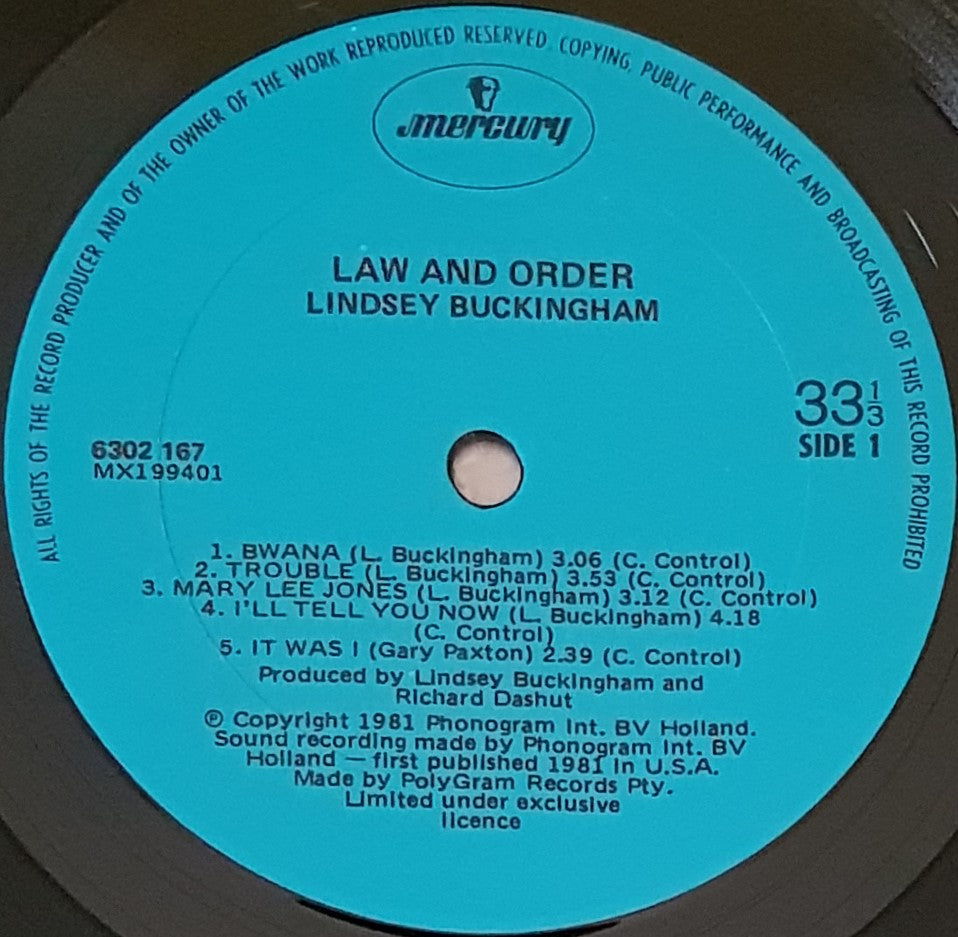 ALL RIGHTS OF THE RECORD PRODUCER AND OF THE OWNER OF THE WORK REPRODUCED RESERVED. COPYING, PUBLIC PERFORMANCE AND BROADCASTING OF THIS RECORD PROHIBITED
mercury
LAW AND ORDER
LINDSEY BUCKINGHAM
33 1/3
SIDE 1
6302 167
MX199401
1. BWANA (L. Buckingham) 3.06 (C. Control)
2. TROUBLE (L. Buckingham) 3.53 (C. Control)
3. MARY LEE JONES (L. Buckingham) 3.12 (C. Control)
4. I'LL TELL YOU NOW (L. Buckingham) 4.18
(C. Control)
5. IT WAS I (Gary Paxton) 2.39 (C. Control)
Produced by Lindsey Buckingham and
Richard Dashut
℗ Copyright 1981 Phonogram Int. BV Holland.
Sound recording made by Phonogram Int. BV
Holland — first published 1981 in U.S.A.
Made by PolyGram Records Pty.
Limited under exclusive
licence